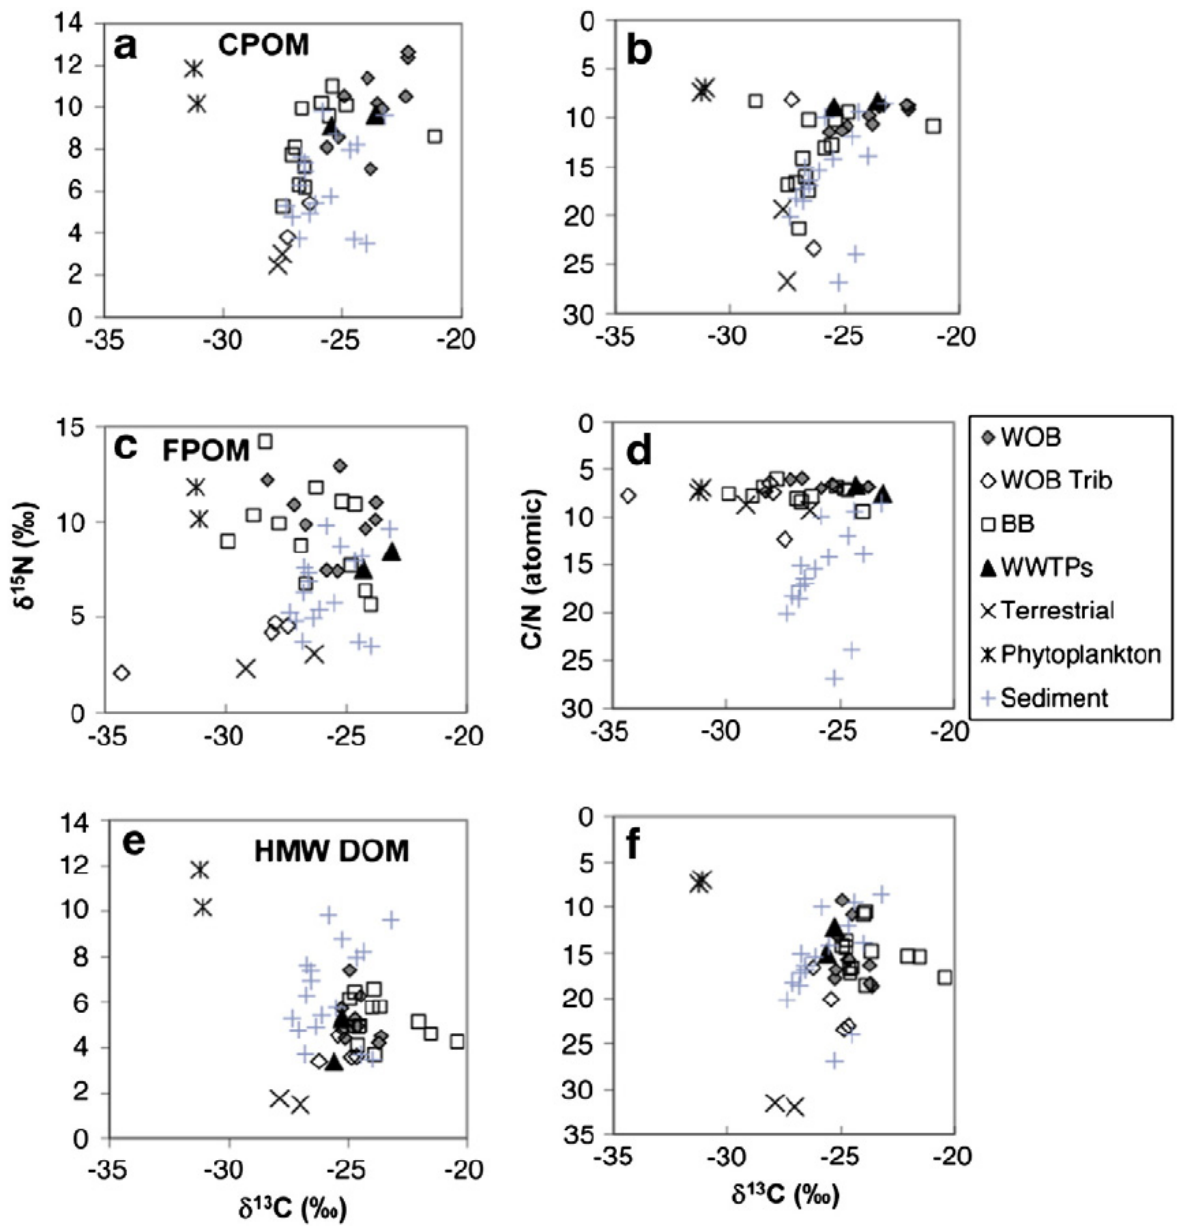 a CPOM
14
12
10
8
6
4
2
0
-35 -30 -25 -20
b
0
5
10
15
20
25
30
-35 -30 -25 -20
c FPOM
15
10
5
0
-35 -30 -25 -20
δ15N (‰)
d
0
5
10
15
20
25
30
-35 -30 -25 -20
C/N (atomic)
WOB
WOB Trib
BB
WWTPs
Terrestrial
Phytoplankton
Sediment
e HMW DOM
14
12
10
8
6
4
2
0
-35 -30 -25 -20
δ13C (‰)
f
0
5
10
15
20
25
30
35
-35 -30 -25 -20
δ13C (‰)